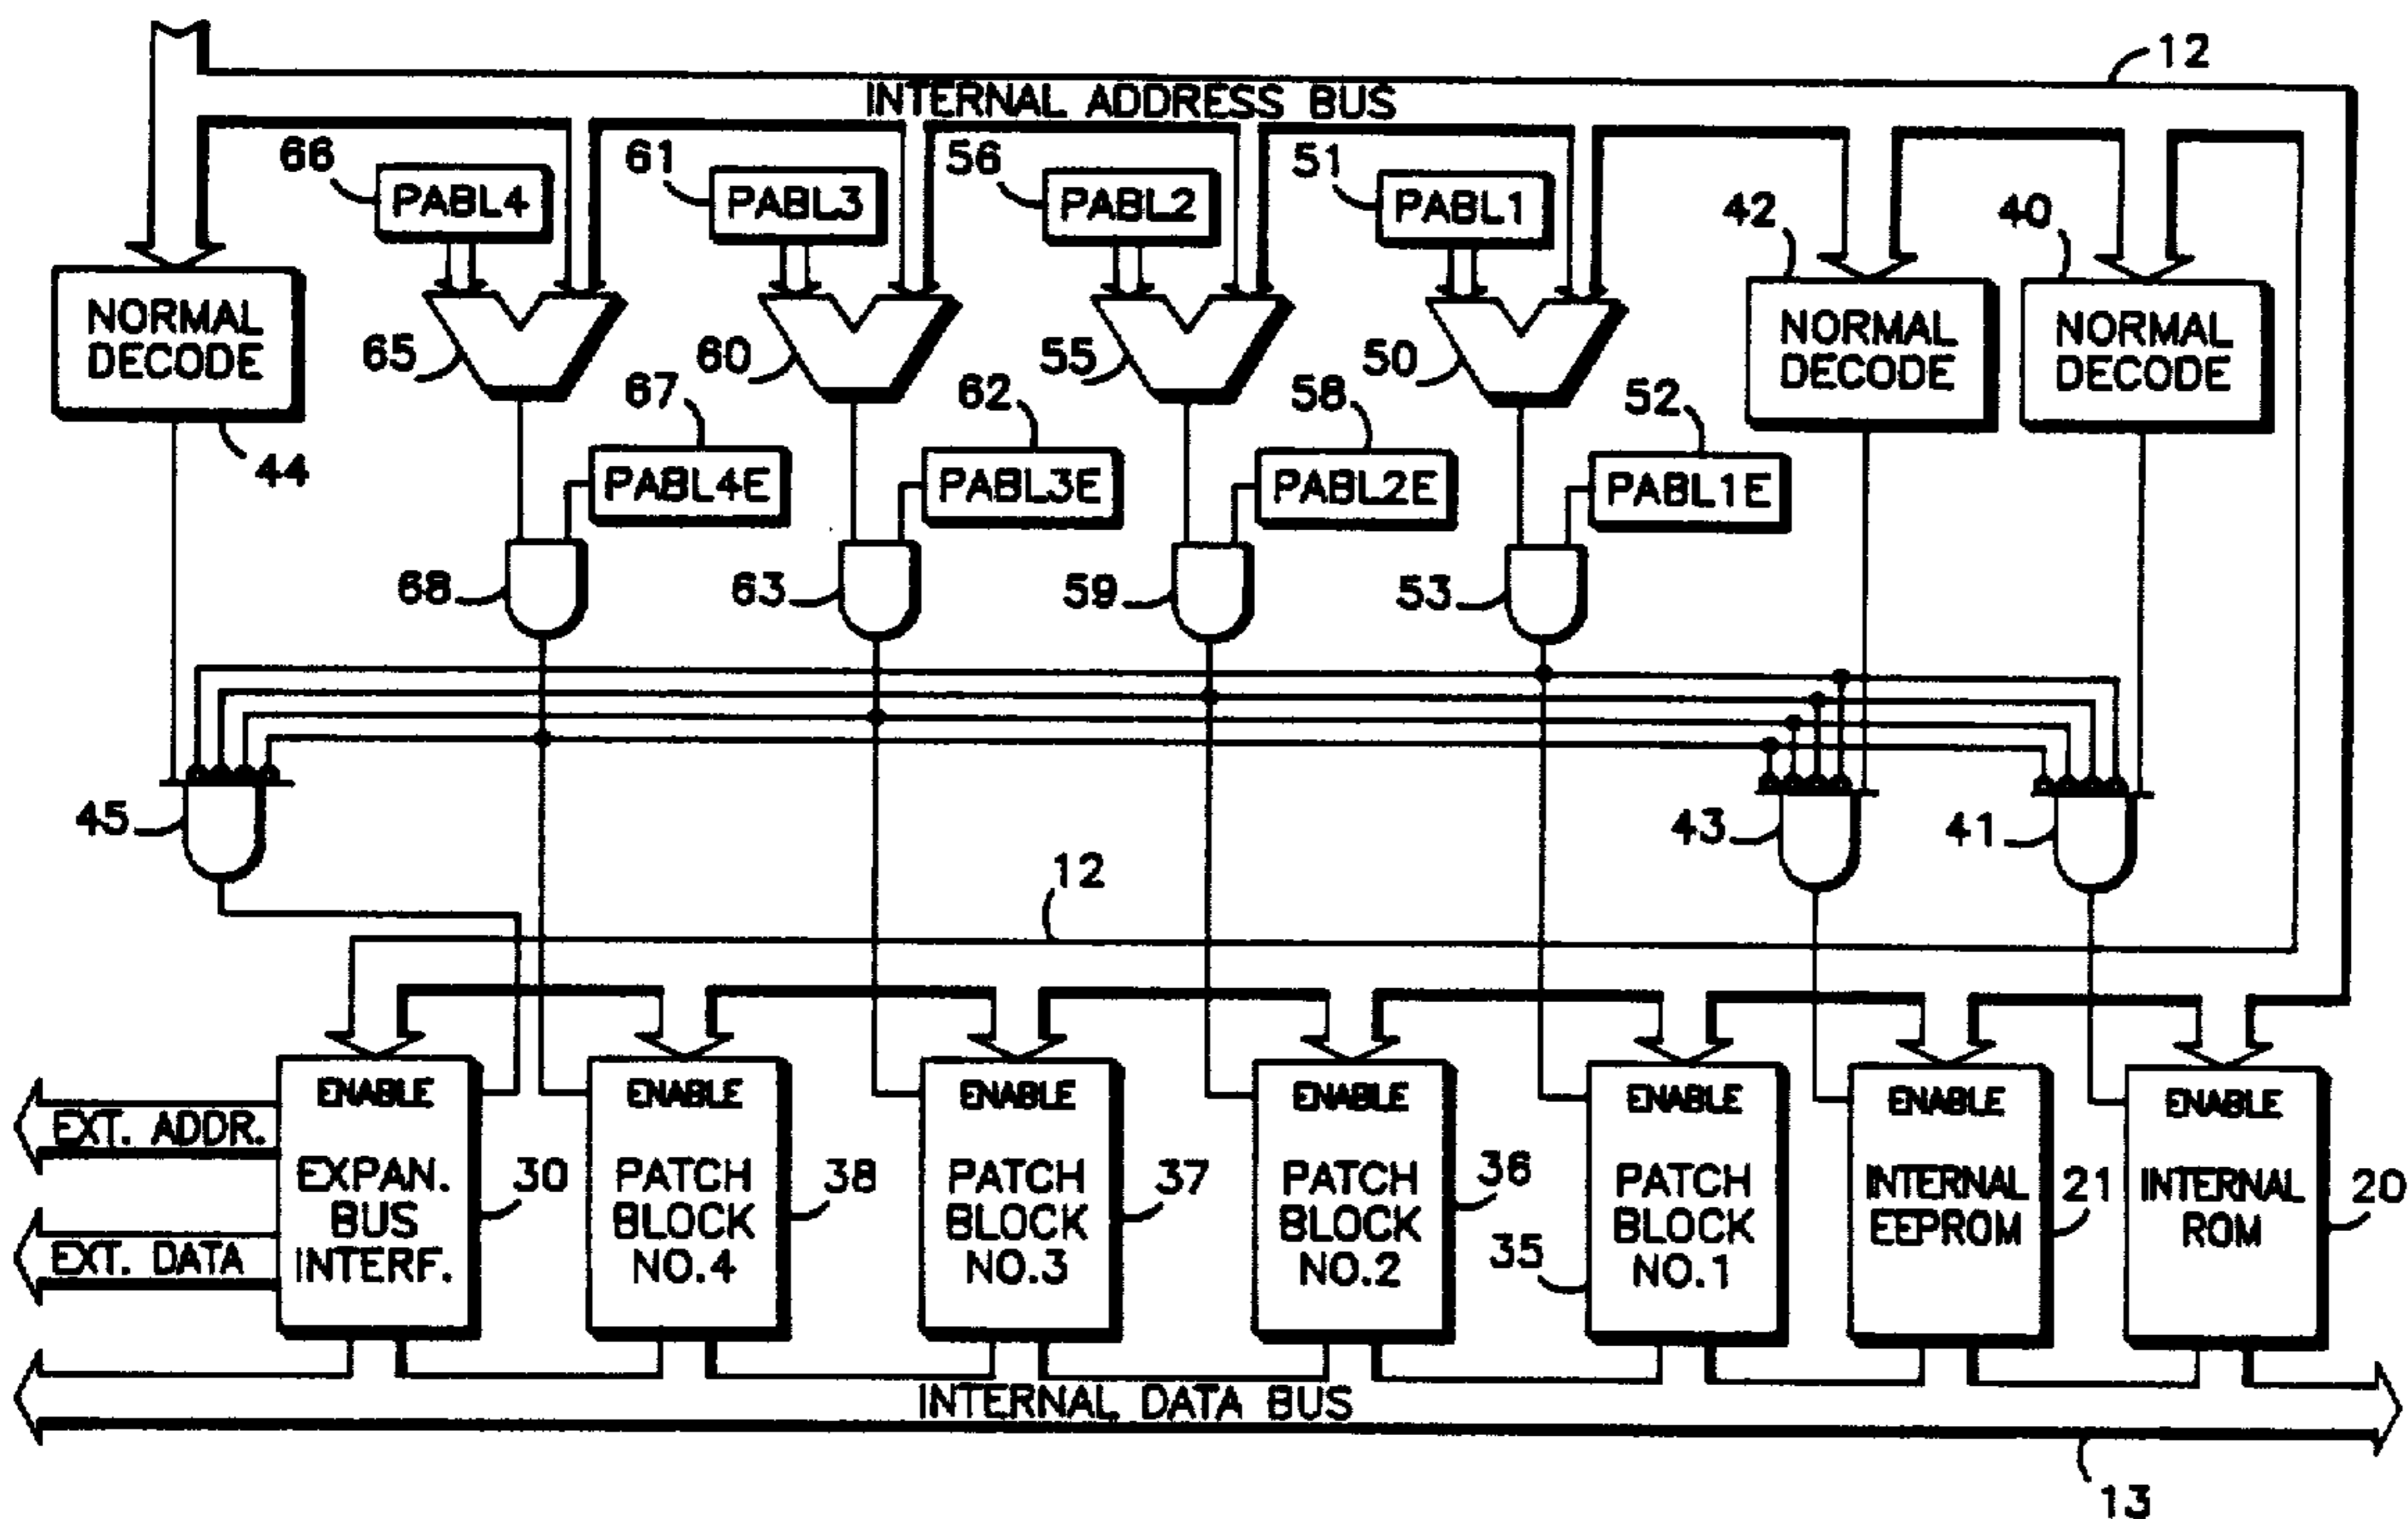 12
INTERNAL ADDRESS BUS
66
PABL4
61
PABL3
56
PABL2
51
PABL1
42
40
NORMAL
DECODE
44
65
60
55
50
NORMAL
DECODE
NORMAL
DECODE
67
PABL4E
62
PABL3E
58
PABL2E
52
PABL1E
68
63
59
53
45
43
41
12
EXT. ADDR.
EXT. DATA
ENABLE
EXPAN.
BUS
INTERF.
30
ENABLE
PATCH
BLOCK
NO.4
38
ENABLE
PATCH
BLOCK
NO.3
37
ENABLE
PATCH
BLOCK
NO.2
36
35
ENABLE
PATCH
BLOCK
NO.1
ENABLE
INTERNAL
EEPROM
21
ENABLE
INTERNAL
ROM
20
INTERNAL DATA BUS
13